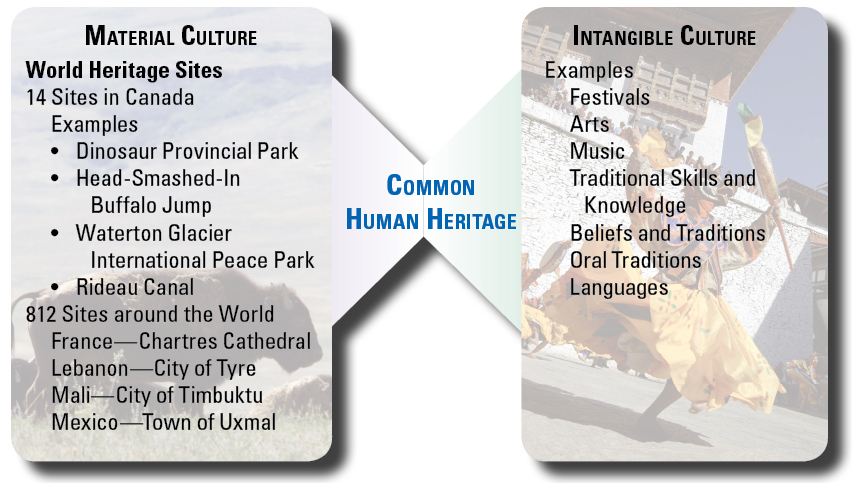 MATERIAL CULTURE
World Heritage Sites
14 Sites in Canada
Examples
• Dinosaur Provincial Park
• Head-Smashed-In
Buffalo Jump
• Waterton Glacier
International Peace Park
• Rideau Canal
812 Sites around the World
France—Chartres Cathedral
Lebanon—City of Tyre
Mali—City of Timbuktu
Mexico—Town of Uxmal
COMMON
HUMAN HERITAGE
INTANGIBLE CULTURE
Examples
Festivals
Arts
Music
Traditional Skills and
Knowledge
Beliefs and Traditions
Oral Traditions
Languages